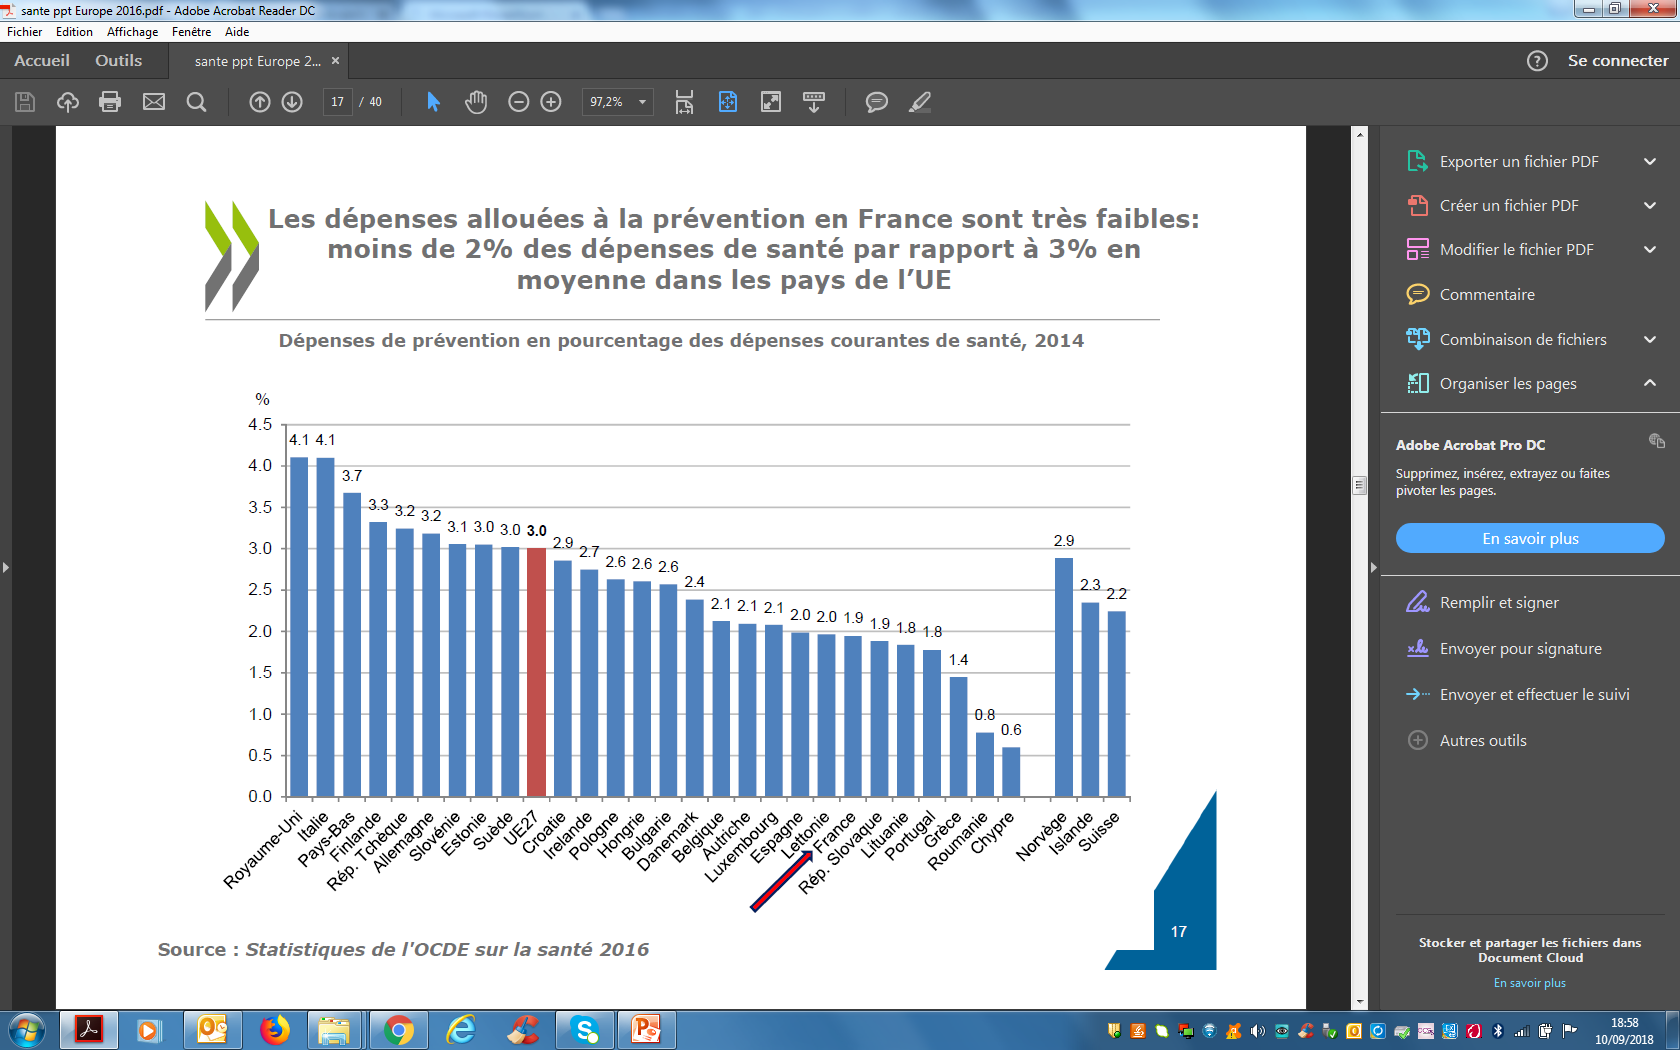 sante ppt Europe 2016.pdf - Adobe Acrobat Reader DC
Fichier Edition Affichage Fenêtre Aide
Accueil Outils sante ppt Europe 2... × ? Se connecter
17 / 40 97,2%
Les dépenses allouées à la prévention en France sont très faibles:
moins de 2% des dépenses de santé par rapport à 3% en
moyenne dans les pays de l’UE
Dépenses de prévention en pourcentage des dépenses courantes de santé, 2014
%
4.5
4.0
3.5
3.0
2.5
2.0
1.5
1.0
0.5
0.0
4.1 4.1 3.7 3.3 3.2 3.2 3.1 3.0 3.0 3.0 2.9 2.7 2.6 2.6 2.6 2.4 2.1 2.1 2.1 2.0 2.0 1.9 1.9 1.8 1.8 1.4 0.8 0.6 2.9 2.3 2.2
Royaume-Uni
Italie
Pays-Bas
Finlande
Rép. Tchèque
Allemagne
Slovénie
Estonie
Suède
UE27
Croatie
Irelande
Pologne
Hongrie
Bulgarie
Danemark
Belgique
Autriche
Luxembourg
Espagne
Lettonie
France
Rép. Slovaque
Lituanie
Portugal
Grèce
Roumanie
Chypre
Norvège
Islande
Suisse
Source : Statistiques de l'OCDE sur la santé 2016
17
Exporter un fichier PDF
Créer un fichier PDF
Modifier le fichier PDF
Commentaire
Combinaison de fichiers
Organiser les pages
Adobe Acrobat Pro DC
Supprimez, insérez, extrayez ou faites
pivoter les pages.
En savoir plus
Remplir et signer
Envoyer pour signature
Envoyer et effectuer le suivi
Autres outils
Stocker et partager les fichiers dans
Document Cloud
En savoir plus
18:58
10/09/2018